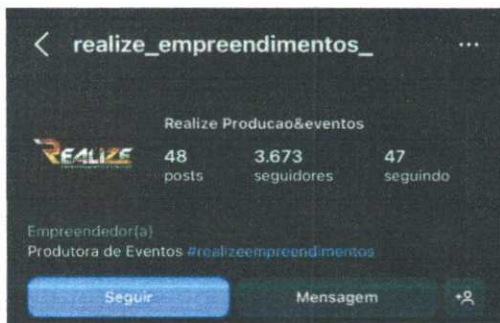 realize_empreendimentos_
Realize Producao&eventos
REALIZE
48 3.673 47
posts seguidores seguindo
Empreendedor(a)
Produtora de Eventos #realizeempreendimentos
Seguir Mensagem